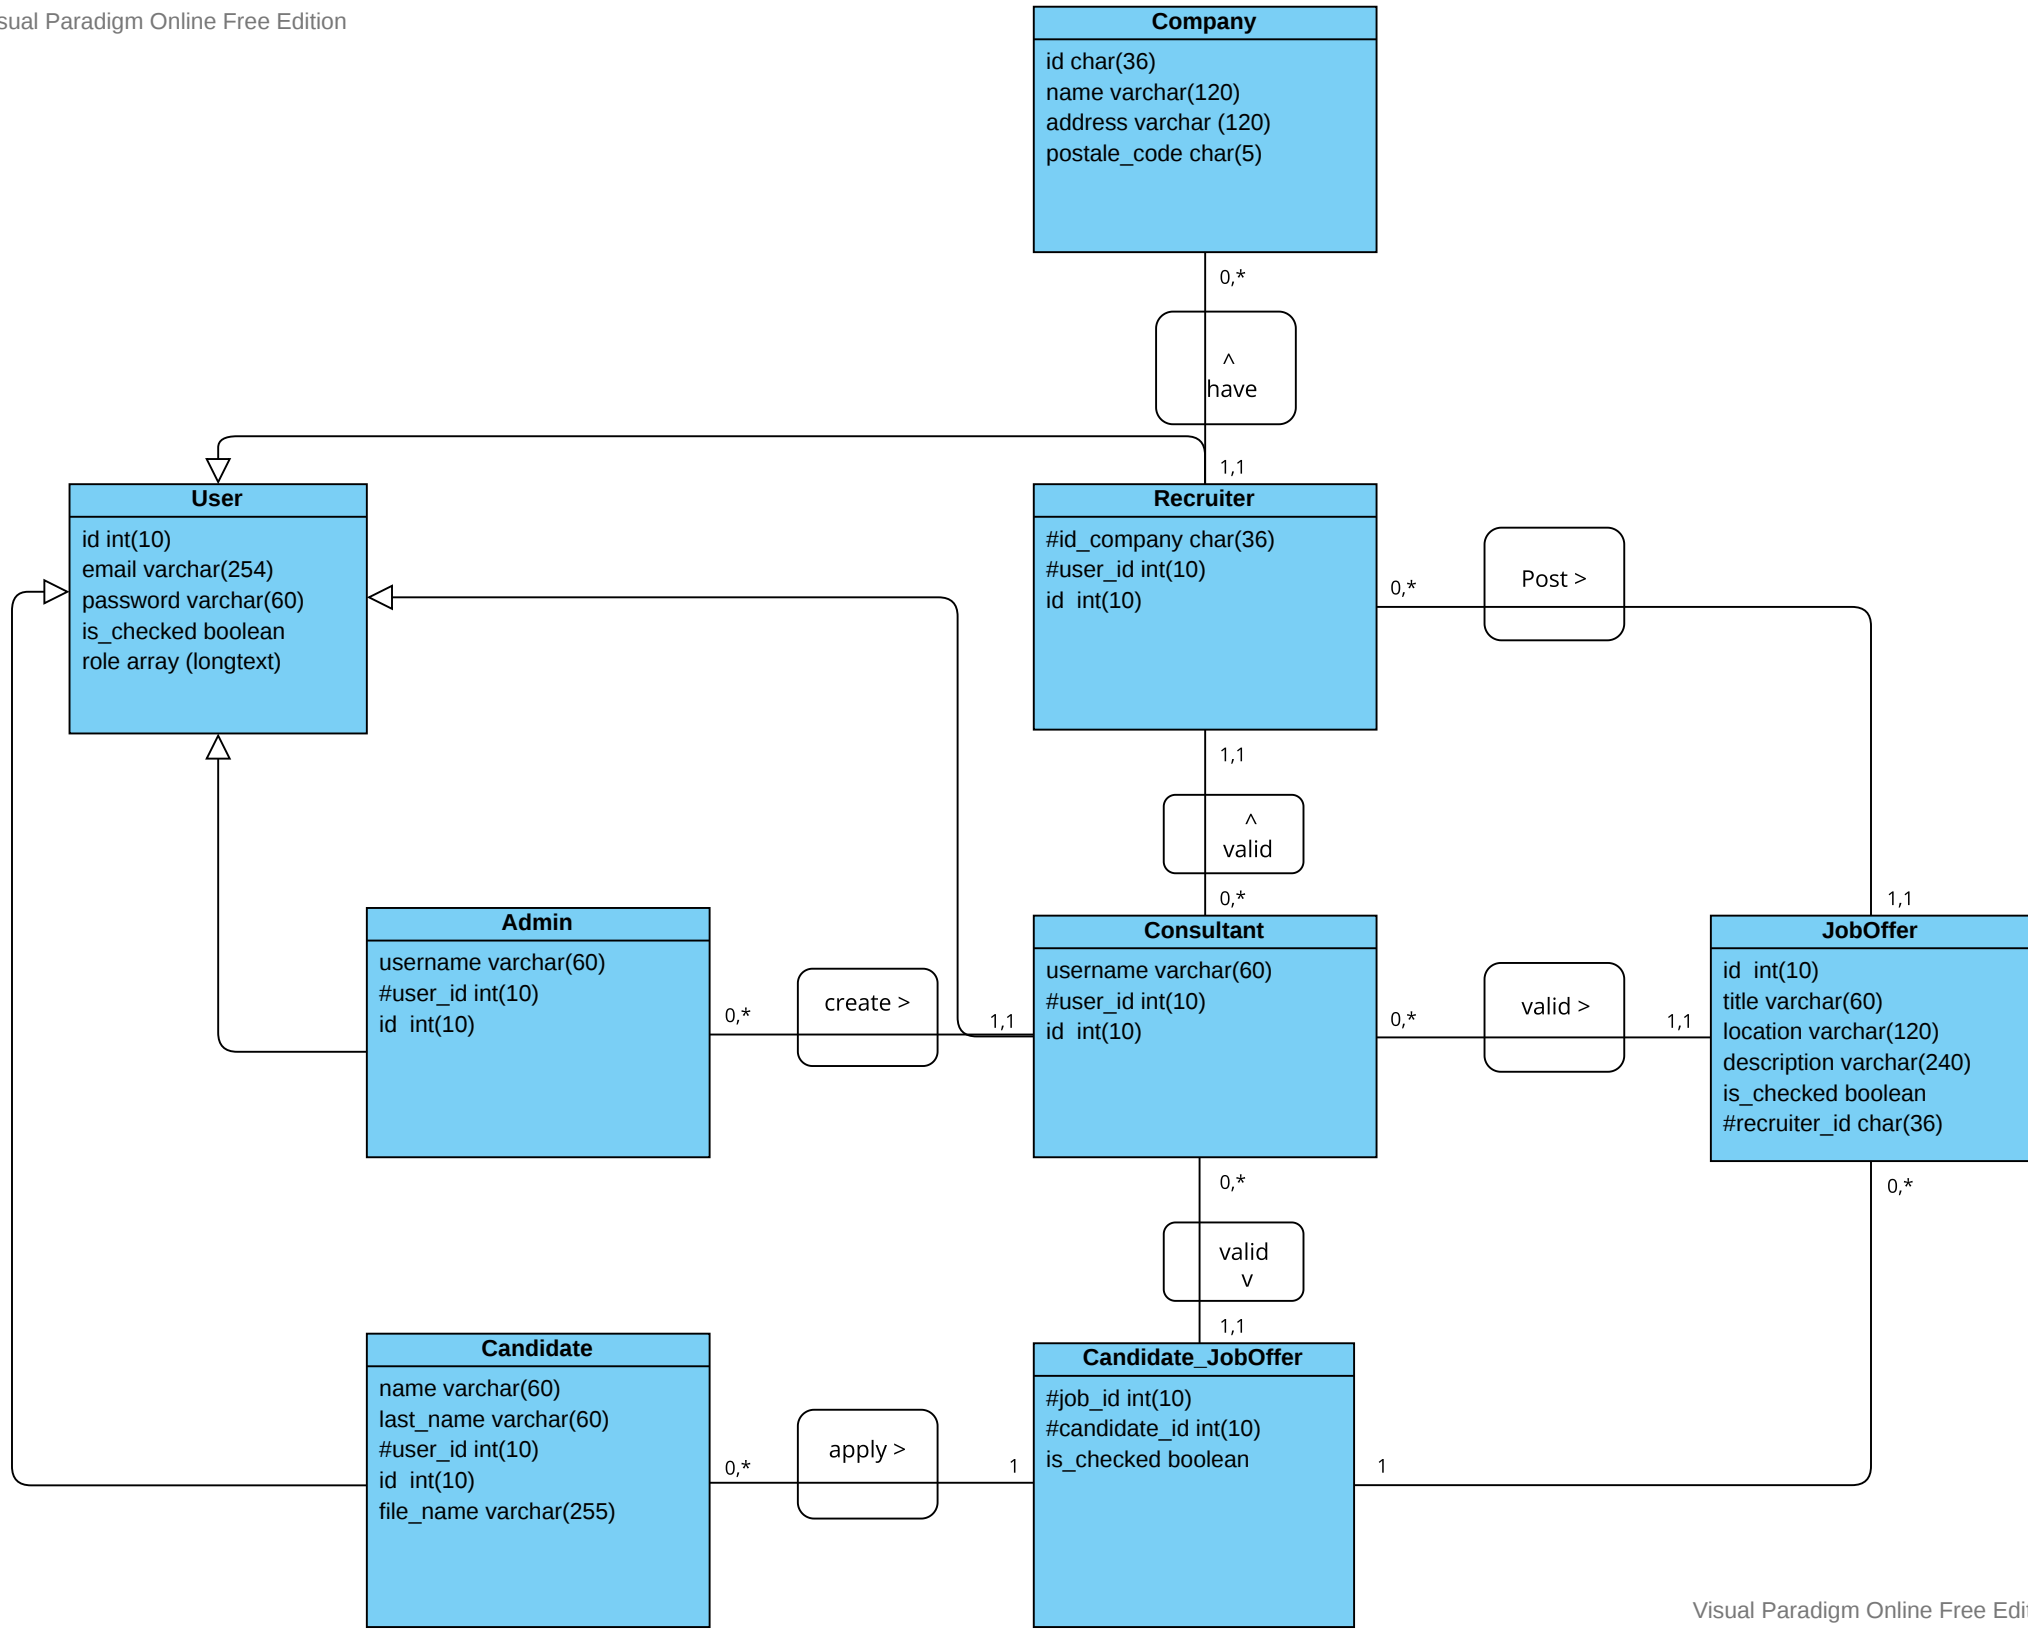 sual Paradigm Online Free Edition
Company
id char(36)
name varchar(120)
address varchar (120)
postale_code char(5)
0,*
^
have
1,1
User
id int(10)
email varchar(254)
password varchar(60)
is_checked boolean
role array (longtext)
Recruiter
#id_company char(36)
#user_id int(10)
id  int(10)
0,*
Post >
1,1
1,1
^
valid
0,*
Admin
username varchar(60)
#user_id int(10)
id  int(10)
0,*
create >
1,1
Consultant
username varchar(60)
#user_id int(10)
id  int(10)
0,*
valid >
1,1
JobOffer
id  int(10)
title varchar(60)
location varchar(120)
description varchar(240)
is_checked boolean
#recruiter_id char(36)
0,*
0,*
valid
v
1,1
Candidate
name varchar(60)
last_name varchar(60)
#user_id int(10)
id  int(10)
file_name varchar(255)
0,*
apply >
1
Candidate_JobOffer
#job_id int(10)
#candidate_id int(10)
is_checked boolean
1
Visual Paradigm Online Free Edit